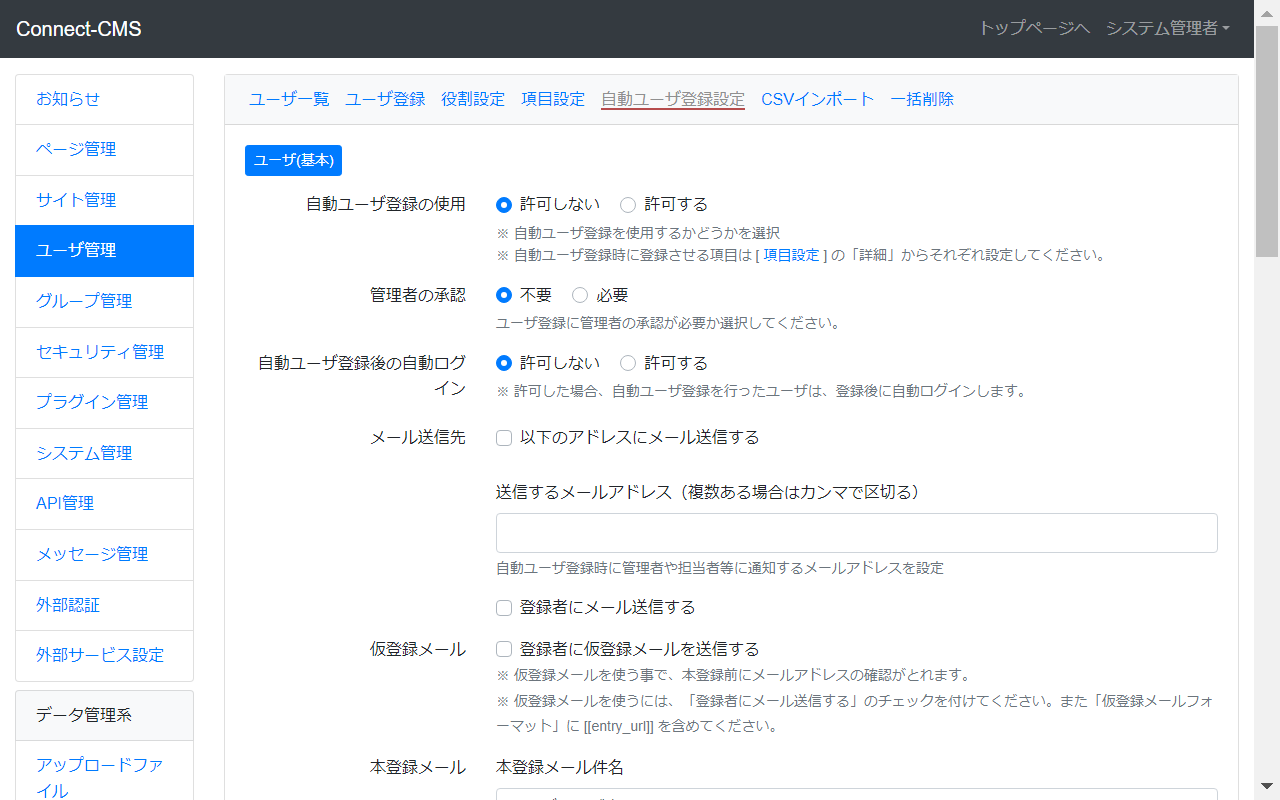 Connect-CMS
トップページへ システム管理者
お知らせ
ページ管理
サイト管理
ユーザ管理
グループ管理
セキュリティ管理
プラグイン管理
システム管理
API管理
メッセージ管理
外部認証
外部サービス設定
データ管理系
アップロードファ
イル
ユーザ一覧 ユーザ登録 役割設定 項目設定 自動ユーザ登録設定 CSVインポート 一括削除
ユーザ(基本)
自動ユーザ登録の使用 許可しない 許可する
※ 自動ユーザ登録を使用するかどうかを選択
※ 自動ユーザ登録時に登録させる項目は [ 項目設定 ] の「詳細」からそれぞれ設定してください。
管理者の承認 不要 必要
ユーザ登録に管理者の承認が必要か選択してください。
自動ユーザ登録後の自動ログ
イン
許可しない 許可する
※ 許可した場合、自動ユーザ登録を行ったユーザは、登録後に自動ログインします。
メール送信先 以下のアドレスにメール送信する
送信するメールアドレス（複数ある場合はカンマで区切る）
自動ユーザ登録時に管理者や担当者等に通知するメールアドレスを設定
登録者にメール送信する
仮登録メール 登録者に仮登録メールを送信する
※ 仮登録メールを使う事で、本登録前にメールアドレスの確認がとれます。
※ 仮登録メールを使うには、「登録者にメール送信する」のチェックを付けてください。また「仮登録メールフォ
ーマット」に [[entry_url]] を含めてください。
本登録メール 本登録メール件名